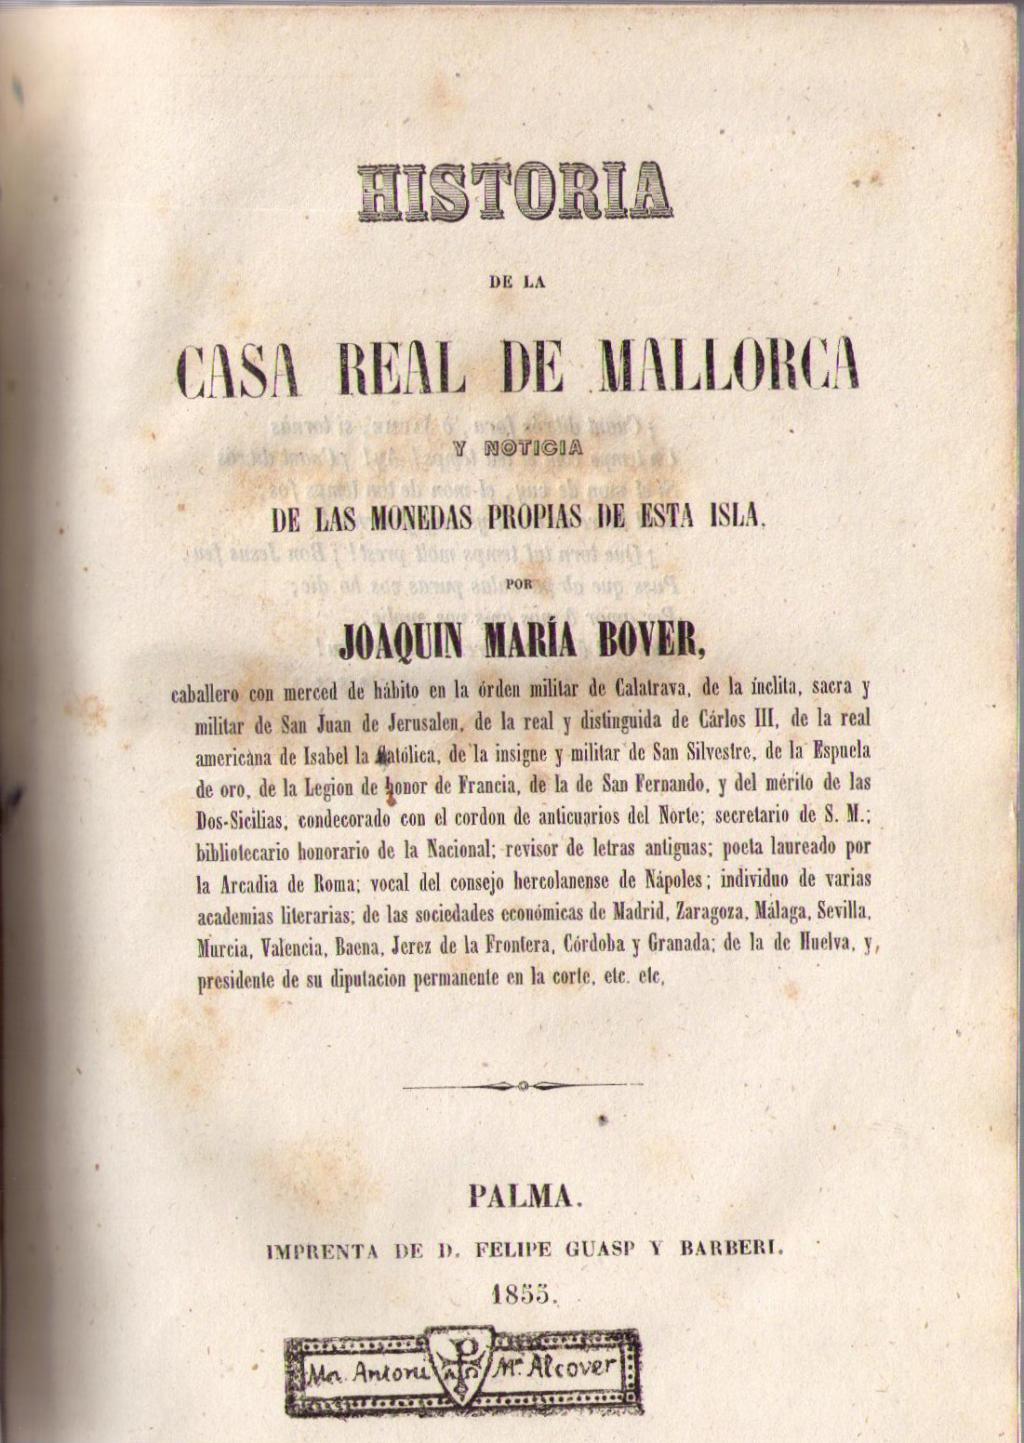 HISTORIA
DE LA
CASA REAL DE MALLORCA
Y NOTICIA
DE LAS MONEDAS PROPIAS DE ESTA ISLA.
POR
JOAQUIN MARÍA BOVER,
caballero con merced de hábito en la órden militar de Calatrava, de la ínclita, sacra y
militar de San Juan de Jerusalen, de la real y distinguida de Cárlos III, de la real
americana de Isabel la Católica, de la insigne y militar de San Silvestre, de la Espuela
de oro, de la Legion de honor de Francia, de la de San Fernando, y del mérito de las
Dos-Sicilias, condecorado con el cordon de anticuarios del Norte; secretario de S. M.;
bibliotecario honorario de la Nacional; revisor de letras antiguas; poeta laureado por
la Arcadia de Roma; vocal del consejo hercolanense de Nápoles; individuo de varias
academias literarias; de las sociedades económicas de Madrid, Zaragoza, Málaga, Sevilla,
Murcia, Valencia, Baena, Jerez de la Frontera, Córdoba y Granada; de la de Huelva, y,
presidente de su diputacion permanente en la corte, etc. etc,
PALMA.
IMPRENTA DE D. FELIPE GUASP Y BARBERI.
1855.
Mn. Antoni Mª. Alcover